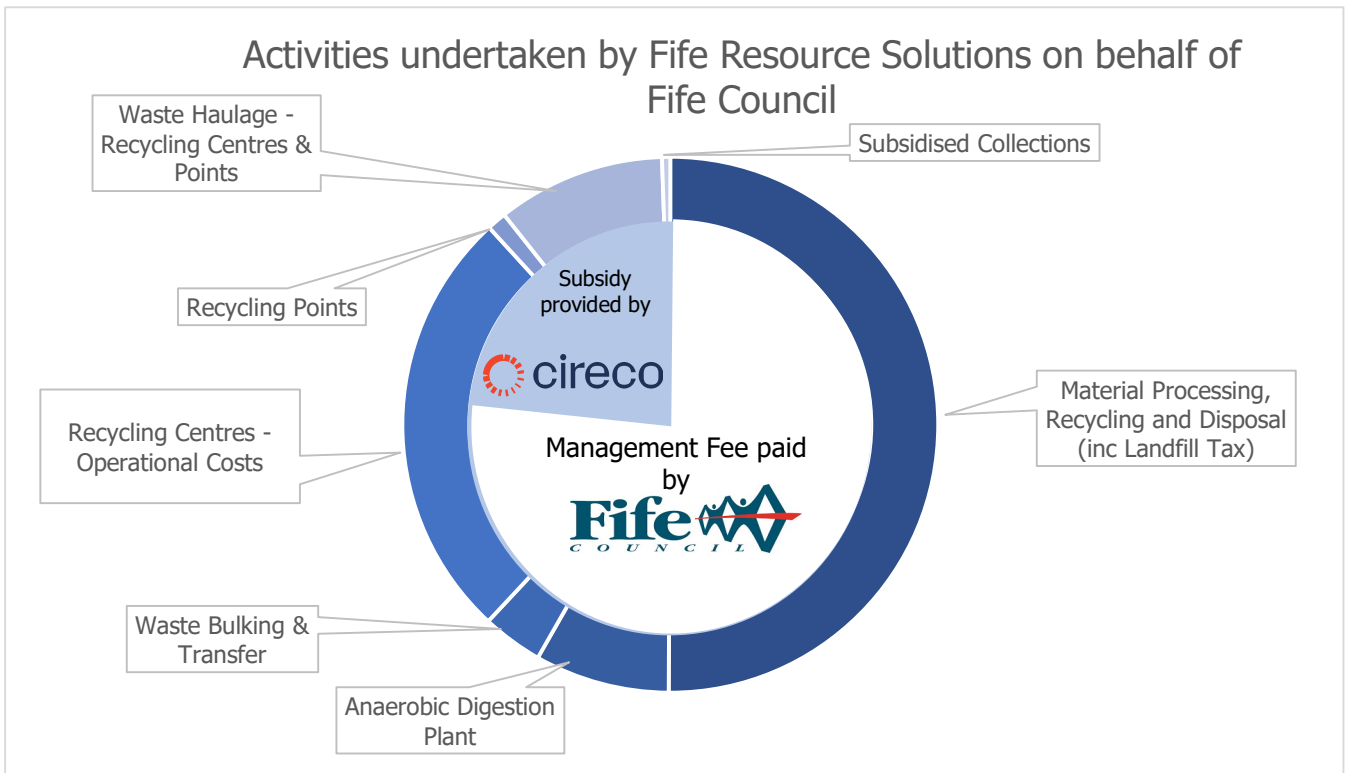 Activities undertaken by Fife Resource Solutions on behalf of
Fife Council
Waste Haulage -
Recycling Centres &
Points
Subsidised Collections
Recycling Points
Subsidy
provided by
cireco
Recycling Centres -
Operational Costs
Material Processing,
Recycling and Disposal
(inc Landfill Tax)
Management Fee paid
by
Fife
COUNCIL
Waste Bulking &
Transfer
Anaerobic Digestion
Plant